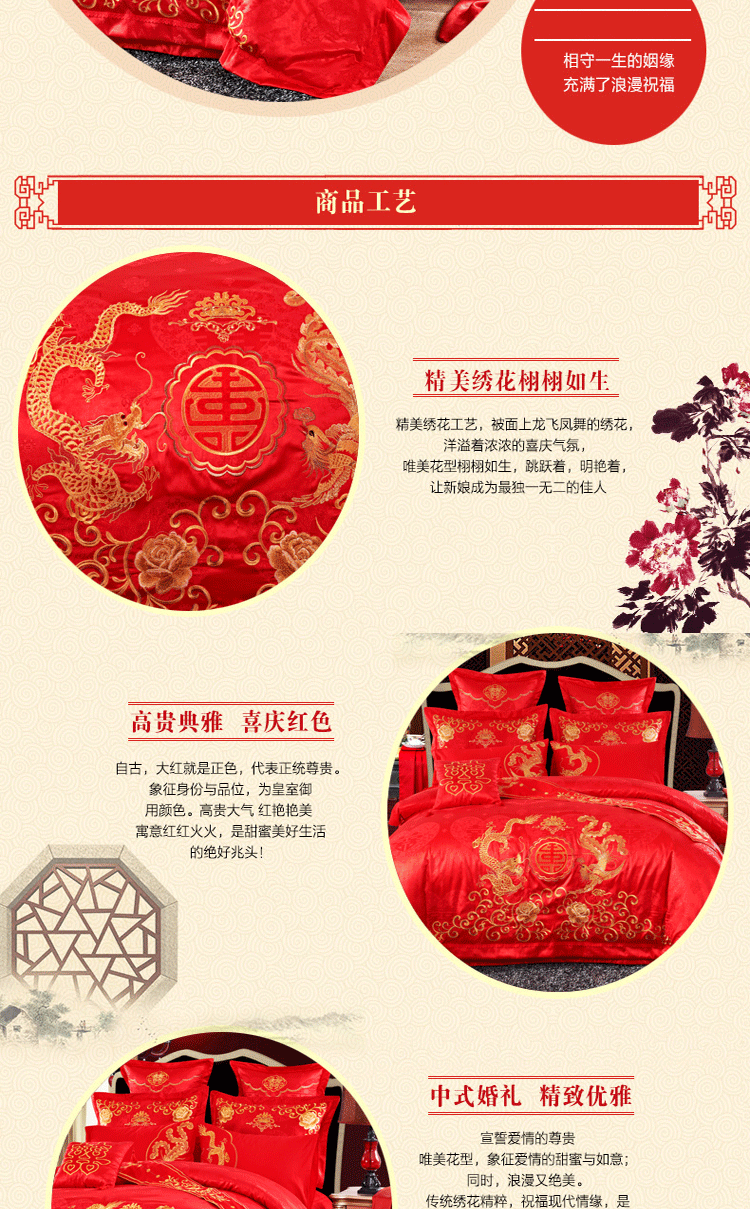 相守一生的姻缘
充满了浪漫祝福
商品工艺
精美绣花栩栩如生
精美绣花工艺，被面上龙飞凤舞的绣花，
洋溢着浓浓的喜庆气氛，
唯美花型栩栩如生，跳跃着，明艳着，
让新娘成为最独一无二的佳人
高贵典雅 喜庆红色
自古，大红就是正色，代表正统尊贵。
象征身份与品位，为皇室御
用颜色。高贵大气 红艳艳美
寓意红红火火，是甜蜜美好生活
的绝好兆头！
中式婚礼 精致优雅
宣誓爱情的尊贵
唯美花型，象征爱情的甜蜜与如意；
同时，浪漫又绝美。
传统绣花精粹，祝福现代情缘，是